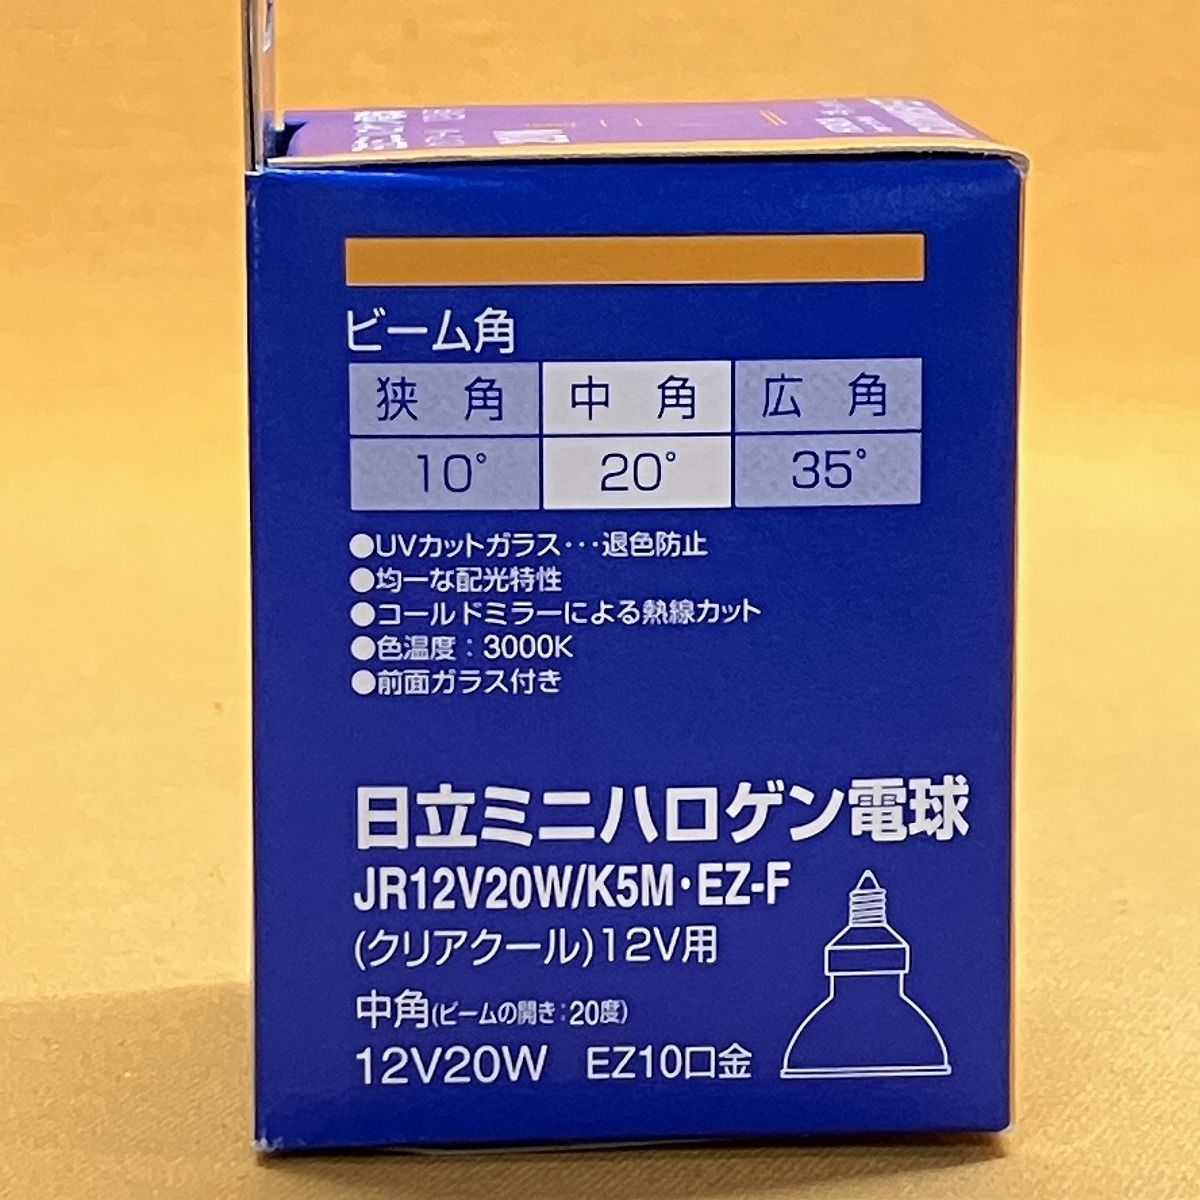 ビーム角
狭角 中角 広角
10° 20° 35°
●UVカットガラス・・・退色防止
●均一な配光特性
●コールドミラーによる熱線カット
●色温度：3000K
●前面ガラス付き
日立ミニハロゲン電球
JR12V20W/K5M・EZ-F
(クリアクール)12V用
中角(ビームの開き：20度)
12V20W EZ10口金